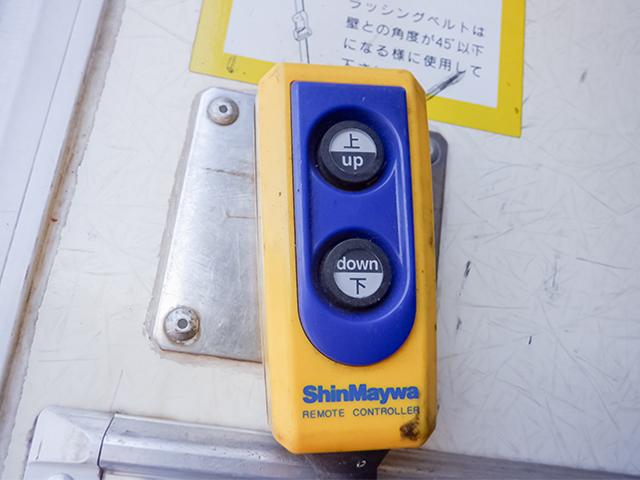 ラッシングベルトは
壁との角度が45°以下
になる様に使用して
上
up
down
下
ShinMaywa
REMOTE CONTROLLER